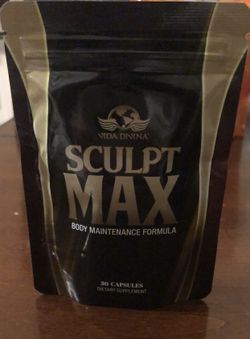 VIDA DIVINA
SCULPT
MAX
BODY MAINTENANCE FORMULA
30 CAPSULES
DIETARY SUPPLEMENT